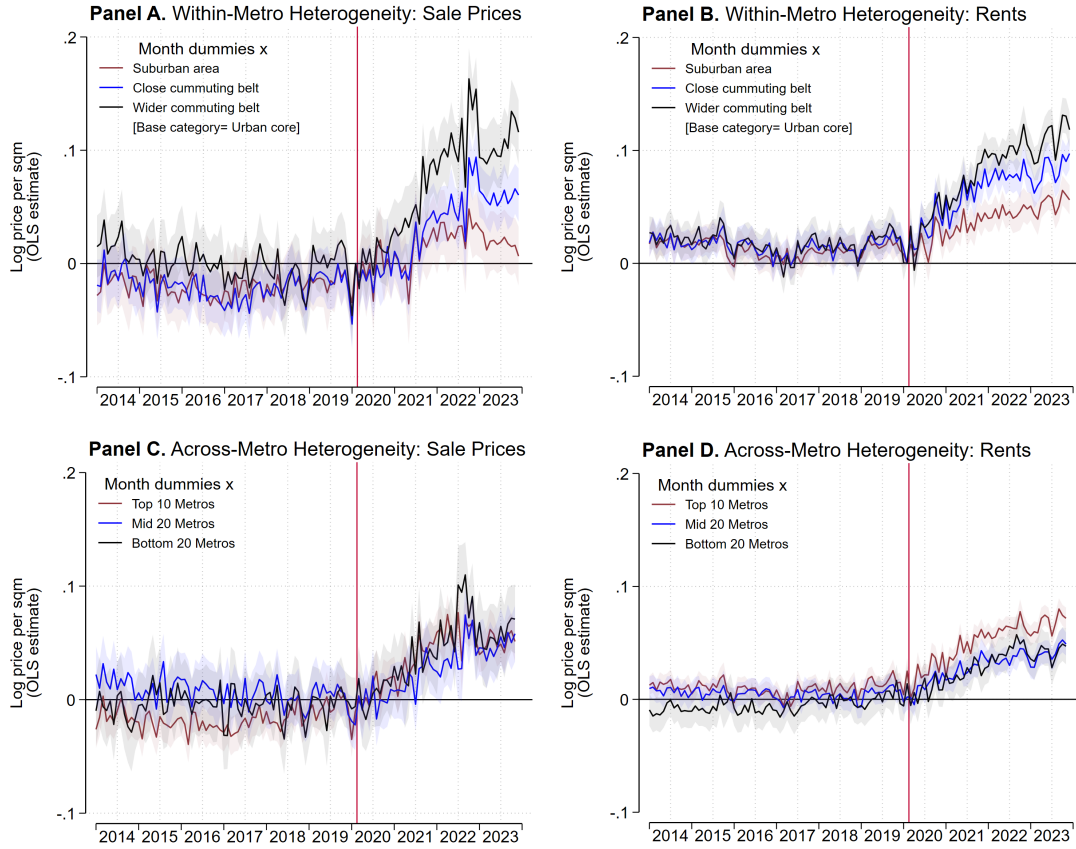 Panel A. Within-Metro Heterogeneity: Sale Prices
Log price per sqm
(OLS estimate)
.2
.1
0
-.1
Month dummies x
Suburban area
Close commuting belt
Wider commuting belt
[Base category= Urban core]
2014 2015 2016 2017 2018 2019 2020 2021 2022 2023
Panel B. Within-Metro Heterogeneity: Rents
Log price per sqm
(OLS estimate)
.2
.1
0
-.1
Month dummies x
Suburban area
Close commuting belt
Wider commuting belt
[Base category= Urban core]
2014 2015 2016 2017 2018 2019 2020 2021 2022 2023
Panel C. Across-Metro Heterogeneity: Sale Prices
Log price per sqm
(OLS estimate)
.2
.1
0
-.1
Month dummies x
Top 10 Metros
Mid 20 Metros
Bottom 20 Metros
2014 2015 2016 2017 2018 2019 2020 2021 2022 2023
Panel D. Across-Metro Heterogeneity: Rents
Log price per sqm
(OLS estimate)
.2
.1
0
-.1
Month dummies x
Top 10 Metros
Mid 20 Metros
Bottom 20 Metros
2014 2015 2016 2017 2018 2019 2020 2021 2022 2023